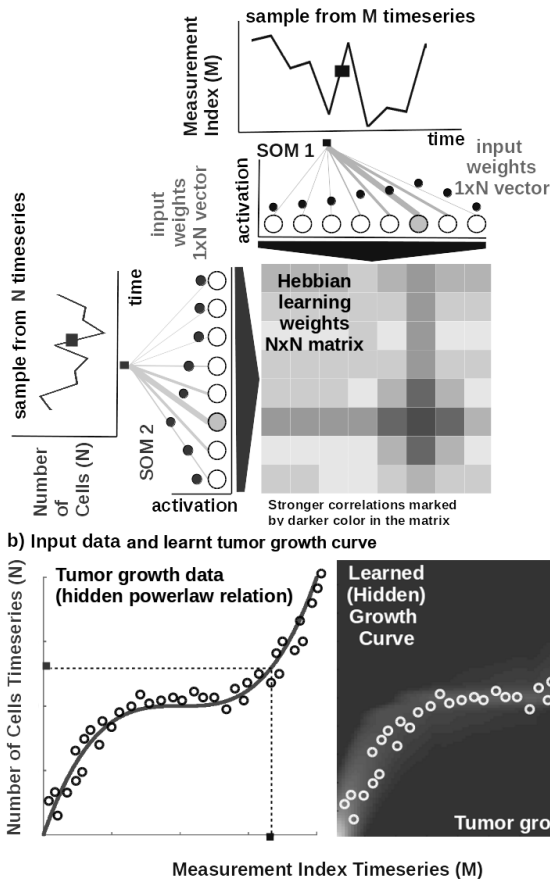 sample from M timeseries
Measurement
Index (M)
time
SOM 1
input
weights
1xN vector
activation
input
weights
1xN vector
time
sample from N timeseries
Hebbian
learning
weights
NxN matrix
SOM 2
Number
of
Cells (N)
activation
Stronger correlations marked
by darker color in the matrix
b) Input data and learnt tumor growth curve
Number of Cells Timeseries (N)
Tumor growth data
(hidden powerlaw relation)
Learned
(Hidden)
Growth
Curve
Tumor gro
Measurement Index Timeseries (M)